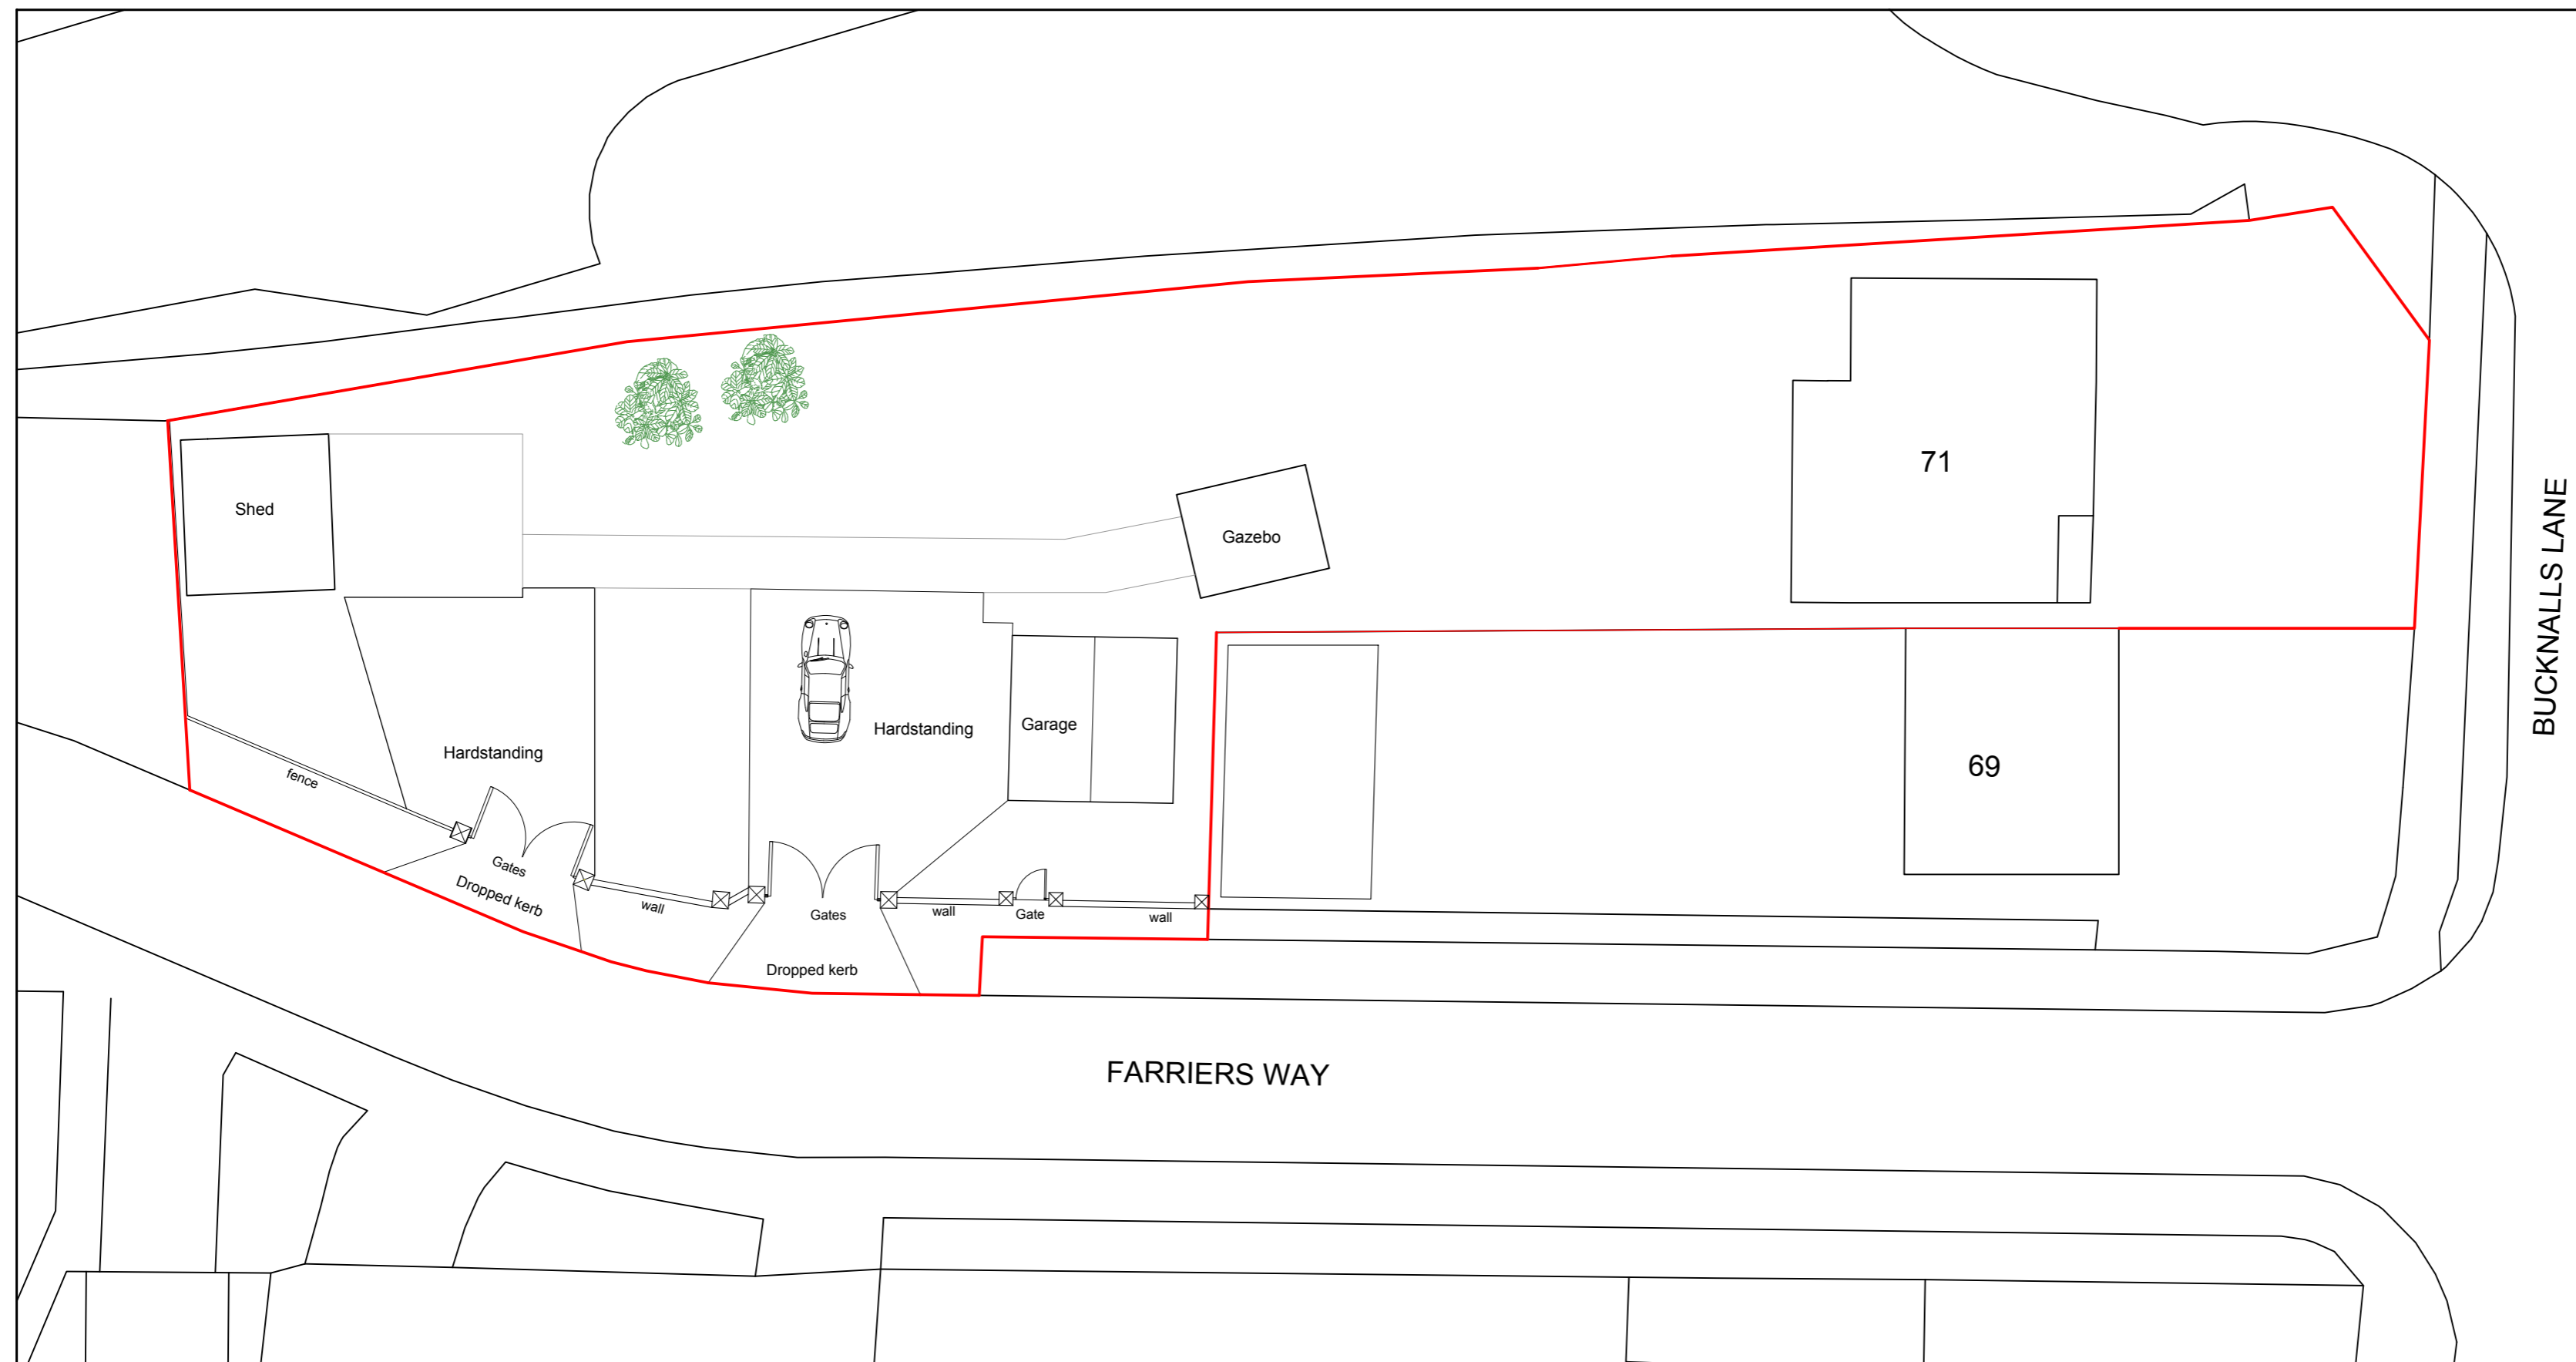 71
BUCKNALLS LANE
Shed
Gazebo
Hardstanding
Garage
Hardstanding
69
fence
Gates
Dropped kerb
wall
Gates
wall
Gate
wall
Dropped kerb
FARRIERS WAY